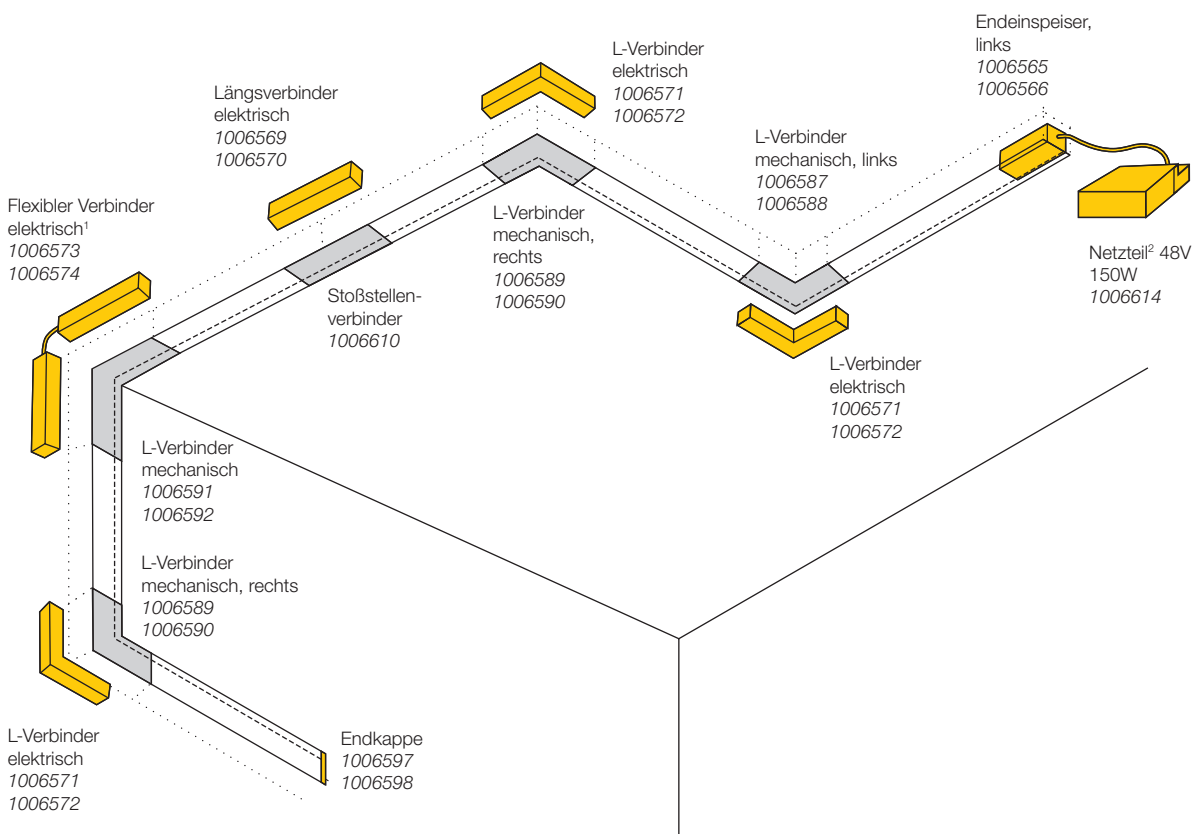 Endeinspeiser,
links
1006565
1006566
L-Verbinder
elektrisch
1006571
1006572
Längsverbinder
elektrisch
1006569
1006570
L-Verbinder
mechanisch, links
1006587
1006588
Flexibler Verbinder
elektrisch¹
1006573
1006574
L-Verbinder
mechanisch,
rechts
1006589
1006590
Netzteil² 48V
150W
1006614
Stoßstellen-
verbinder
1006610
L-Verbinder
elektrisch
1006571
1006572
L-Verbinder
mechanisch
1006591
1006592
L-Verbinder
mechanisch, rechts
1006589
1006590
L-Verbinder
elektrisch
1006571
1006572
Endkappe
1006597
1006598